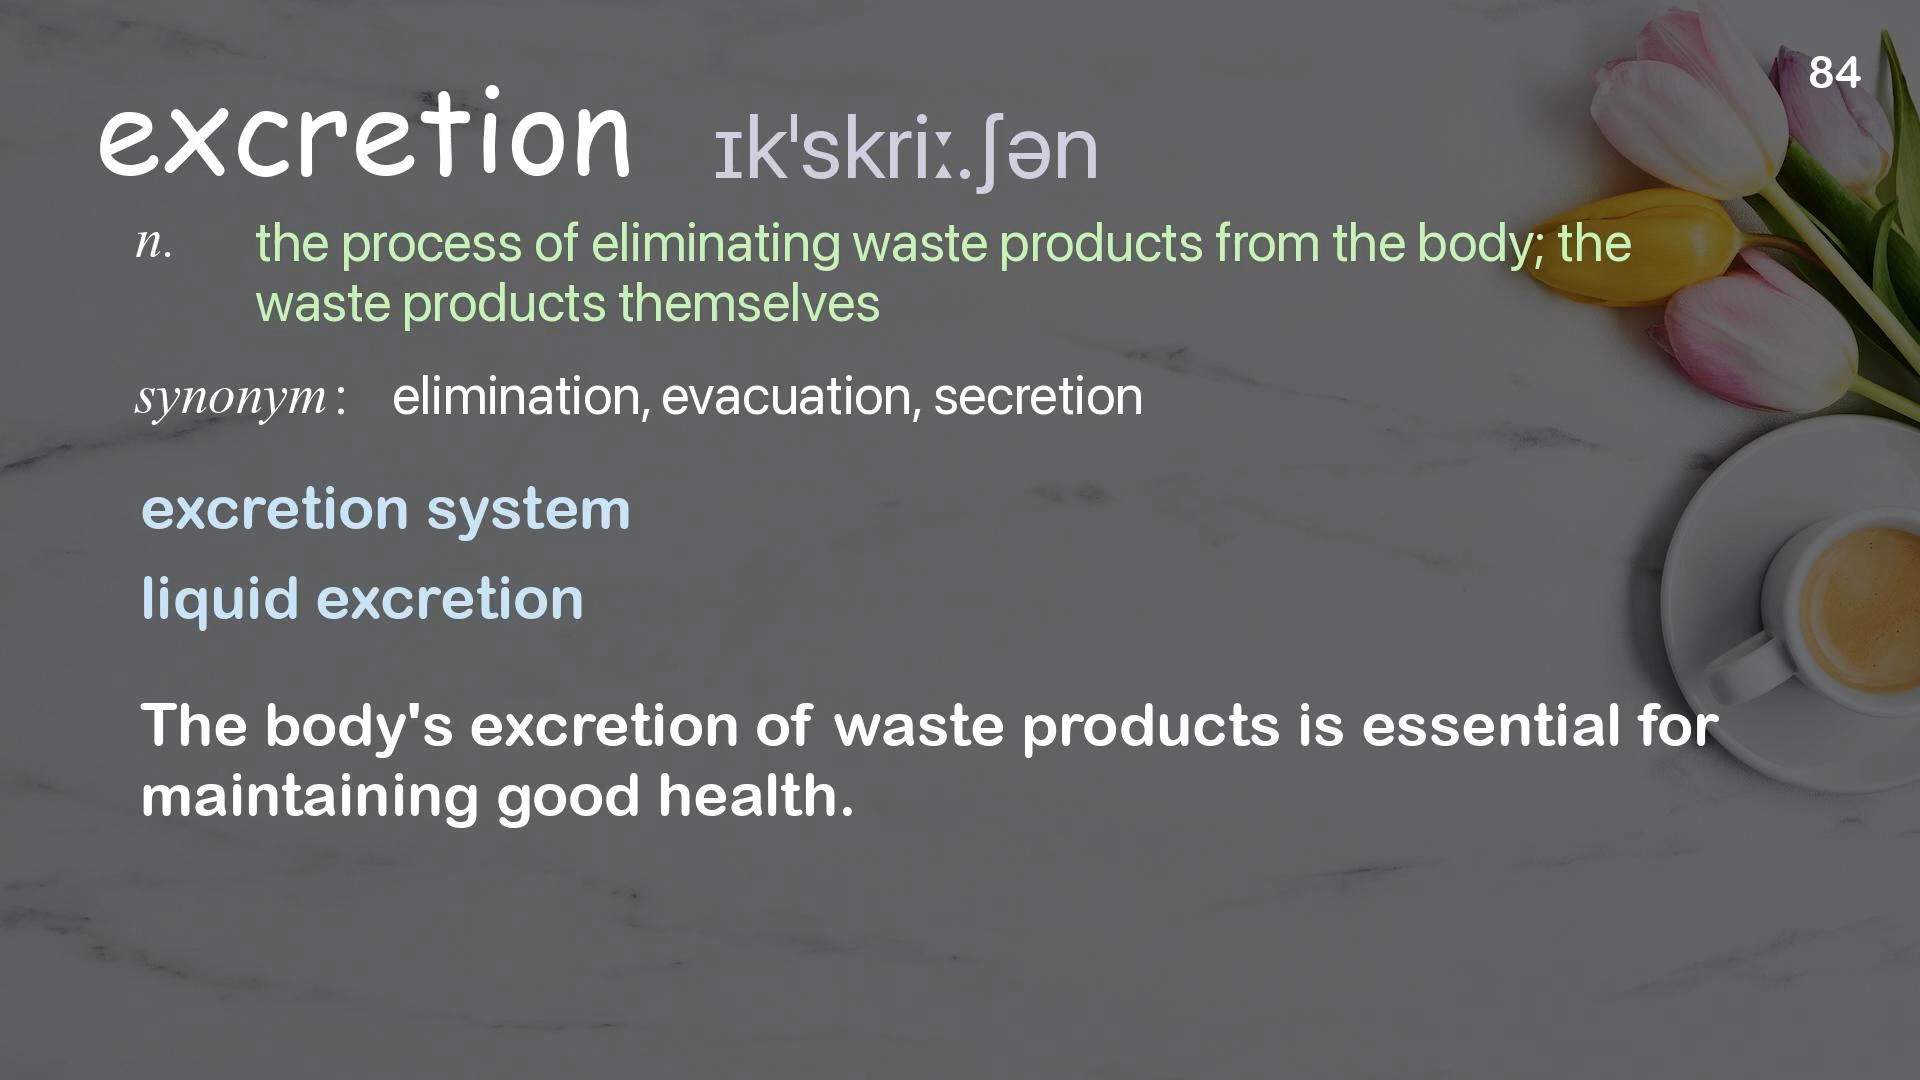 84
excretion ɪkˈskriː.ʃən
n. the process of eliminating waste products from the body; the
waste products themselves
synonym: elimination, evacuation, secretion
excretion system
liquid excretion
The body's excretion of waste products is essential for
maintaining good health.